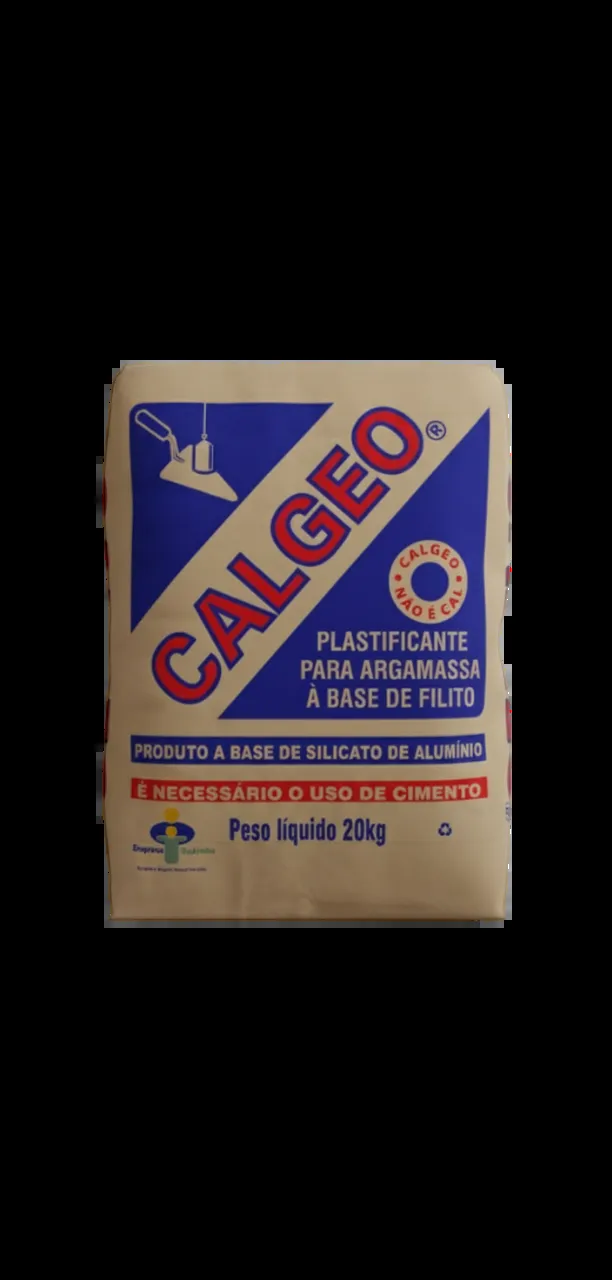 CALGEO®
CALGEO
NÃO É CAL
PLASTIFICANTE
PARA ARGAMASSA
À BASE DE FILITO
PRODUTO A BASE DE SILICATO DE ALUMÍNIO
É NECESSÁRIO O USO DE CIMENTO
Peso líquido 20kg
Empresa